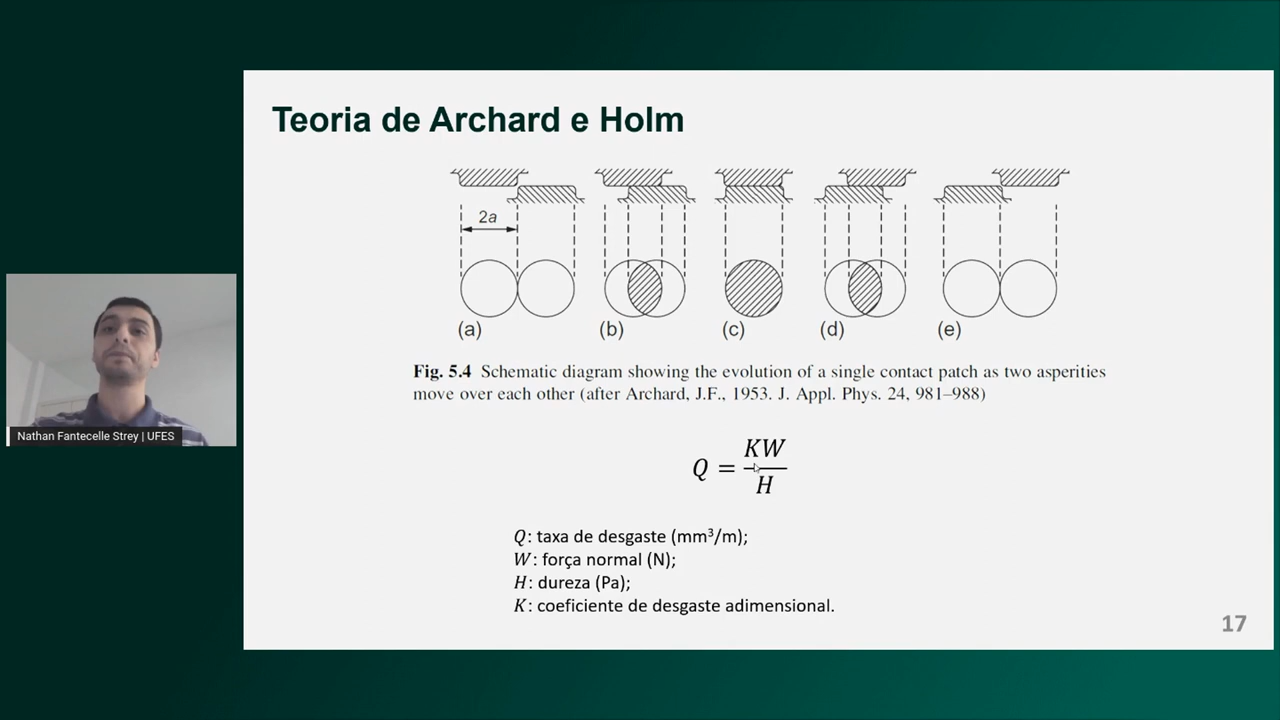 Teoria de Archard e Holm
2a
(a) (b) (c) (d) (e)
Fig. 5.4 Schematic diagram showing the evolution of a single contact patch as two asperities
move over each other (after Archard, J.F., 1953. J. Appl. Phys. 24, 981–988)
Q = KW/H
Q: taxa de desgaste (mm³/m);
W: força normal (N);
H: dureza (Pa);
K: coeficiente de desgaste adimensional.
17
Nathan Fantecelle Strey | UFES